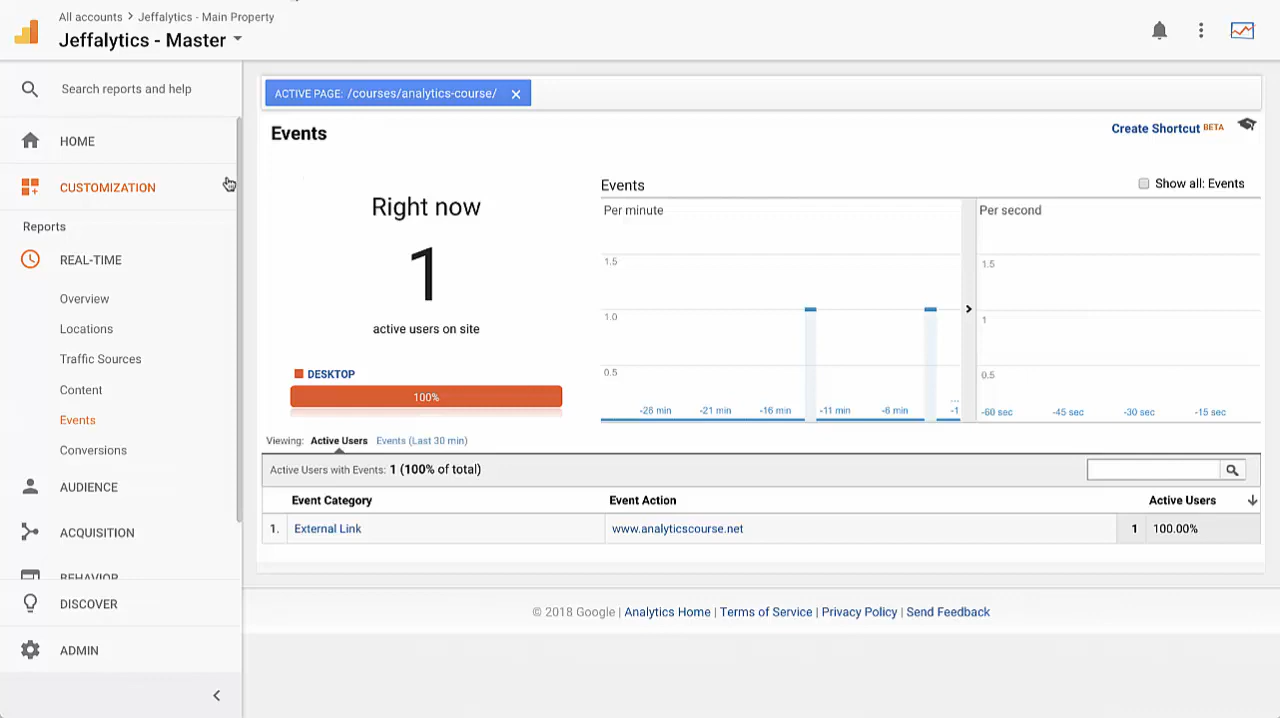 All accounts > Jeffalytics - Main Property
Jeffalytics - Master
Search reports and help
HOME
CUSTOMIZATION
Reports
REAL-TIME
Overview
Locations
Traffic Sources
Content
Events
Conversions
AUDIENCE
ACQUISITION
BEHAVIOR
DISCOVER
ADMIN
ACTIVE PAGE: /courses/analytics-course/
Events
Create Shortcut BETA
Right now
1
active users on site
DESKTOP
100%
Events
Show all: Events
Per minute
1.5
1.0
0.5
-26 min -21 min -16 min -11 min -6 min ... -1
Per second
1.5
1
0.5
-60 sec -45 sec -30 sec -15 sec
Viewing: Active Users Events (Last 30 min)
Active Users with Events: 1 (100% of total)
Event Category Event Action Active Users
1. External Link www.analyticscourse.net 1 100.00%
© 2018 Google | Analytics Home | Terms of Service | Privacy Policy | Send Feedback